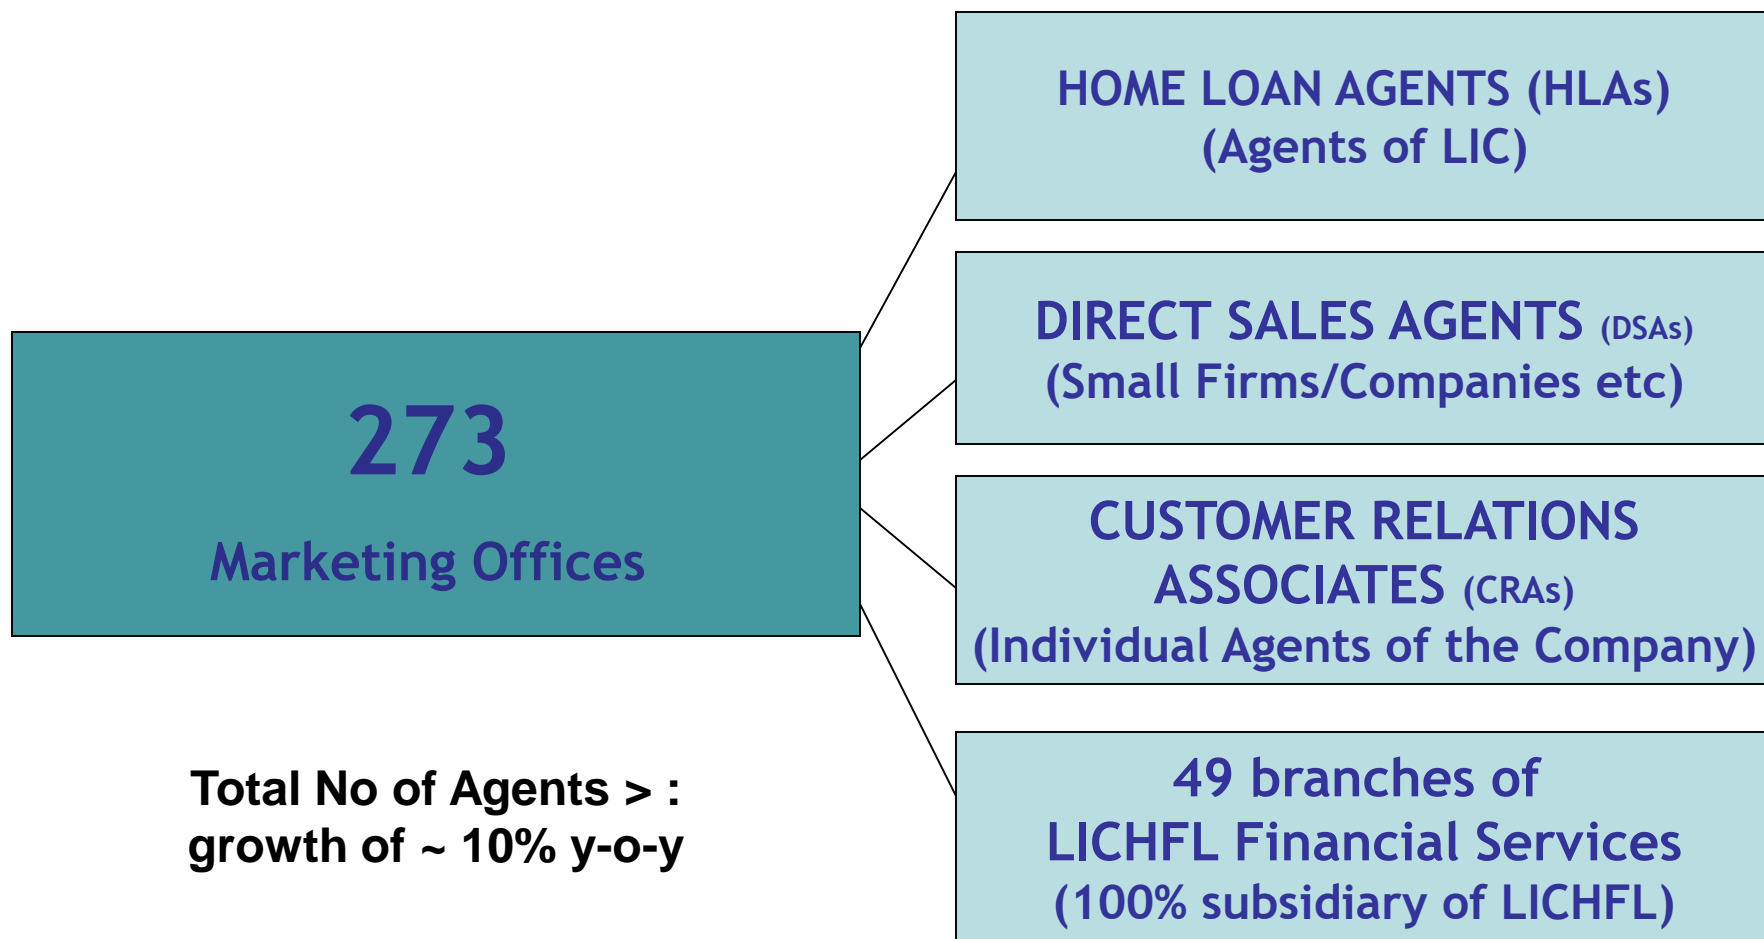 273
Marketing Offices
Total No of Agents > :
growth of ~ 10% y-o-y
HOME LOAN AGENTS (HLAs)
(Agents of LIC)
DIRECT SALES AGENTS (DSAs)
(Small Firms/Companies etc)
CUSTOMER RELATIONS
ASSOCIATES (CRAs)
(Individual Agents of the Company)
49 branches of
LICHFL Financial Services
(100% subsidiary of LICHFL)